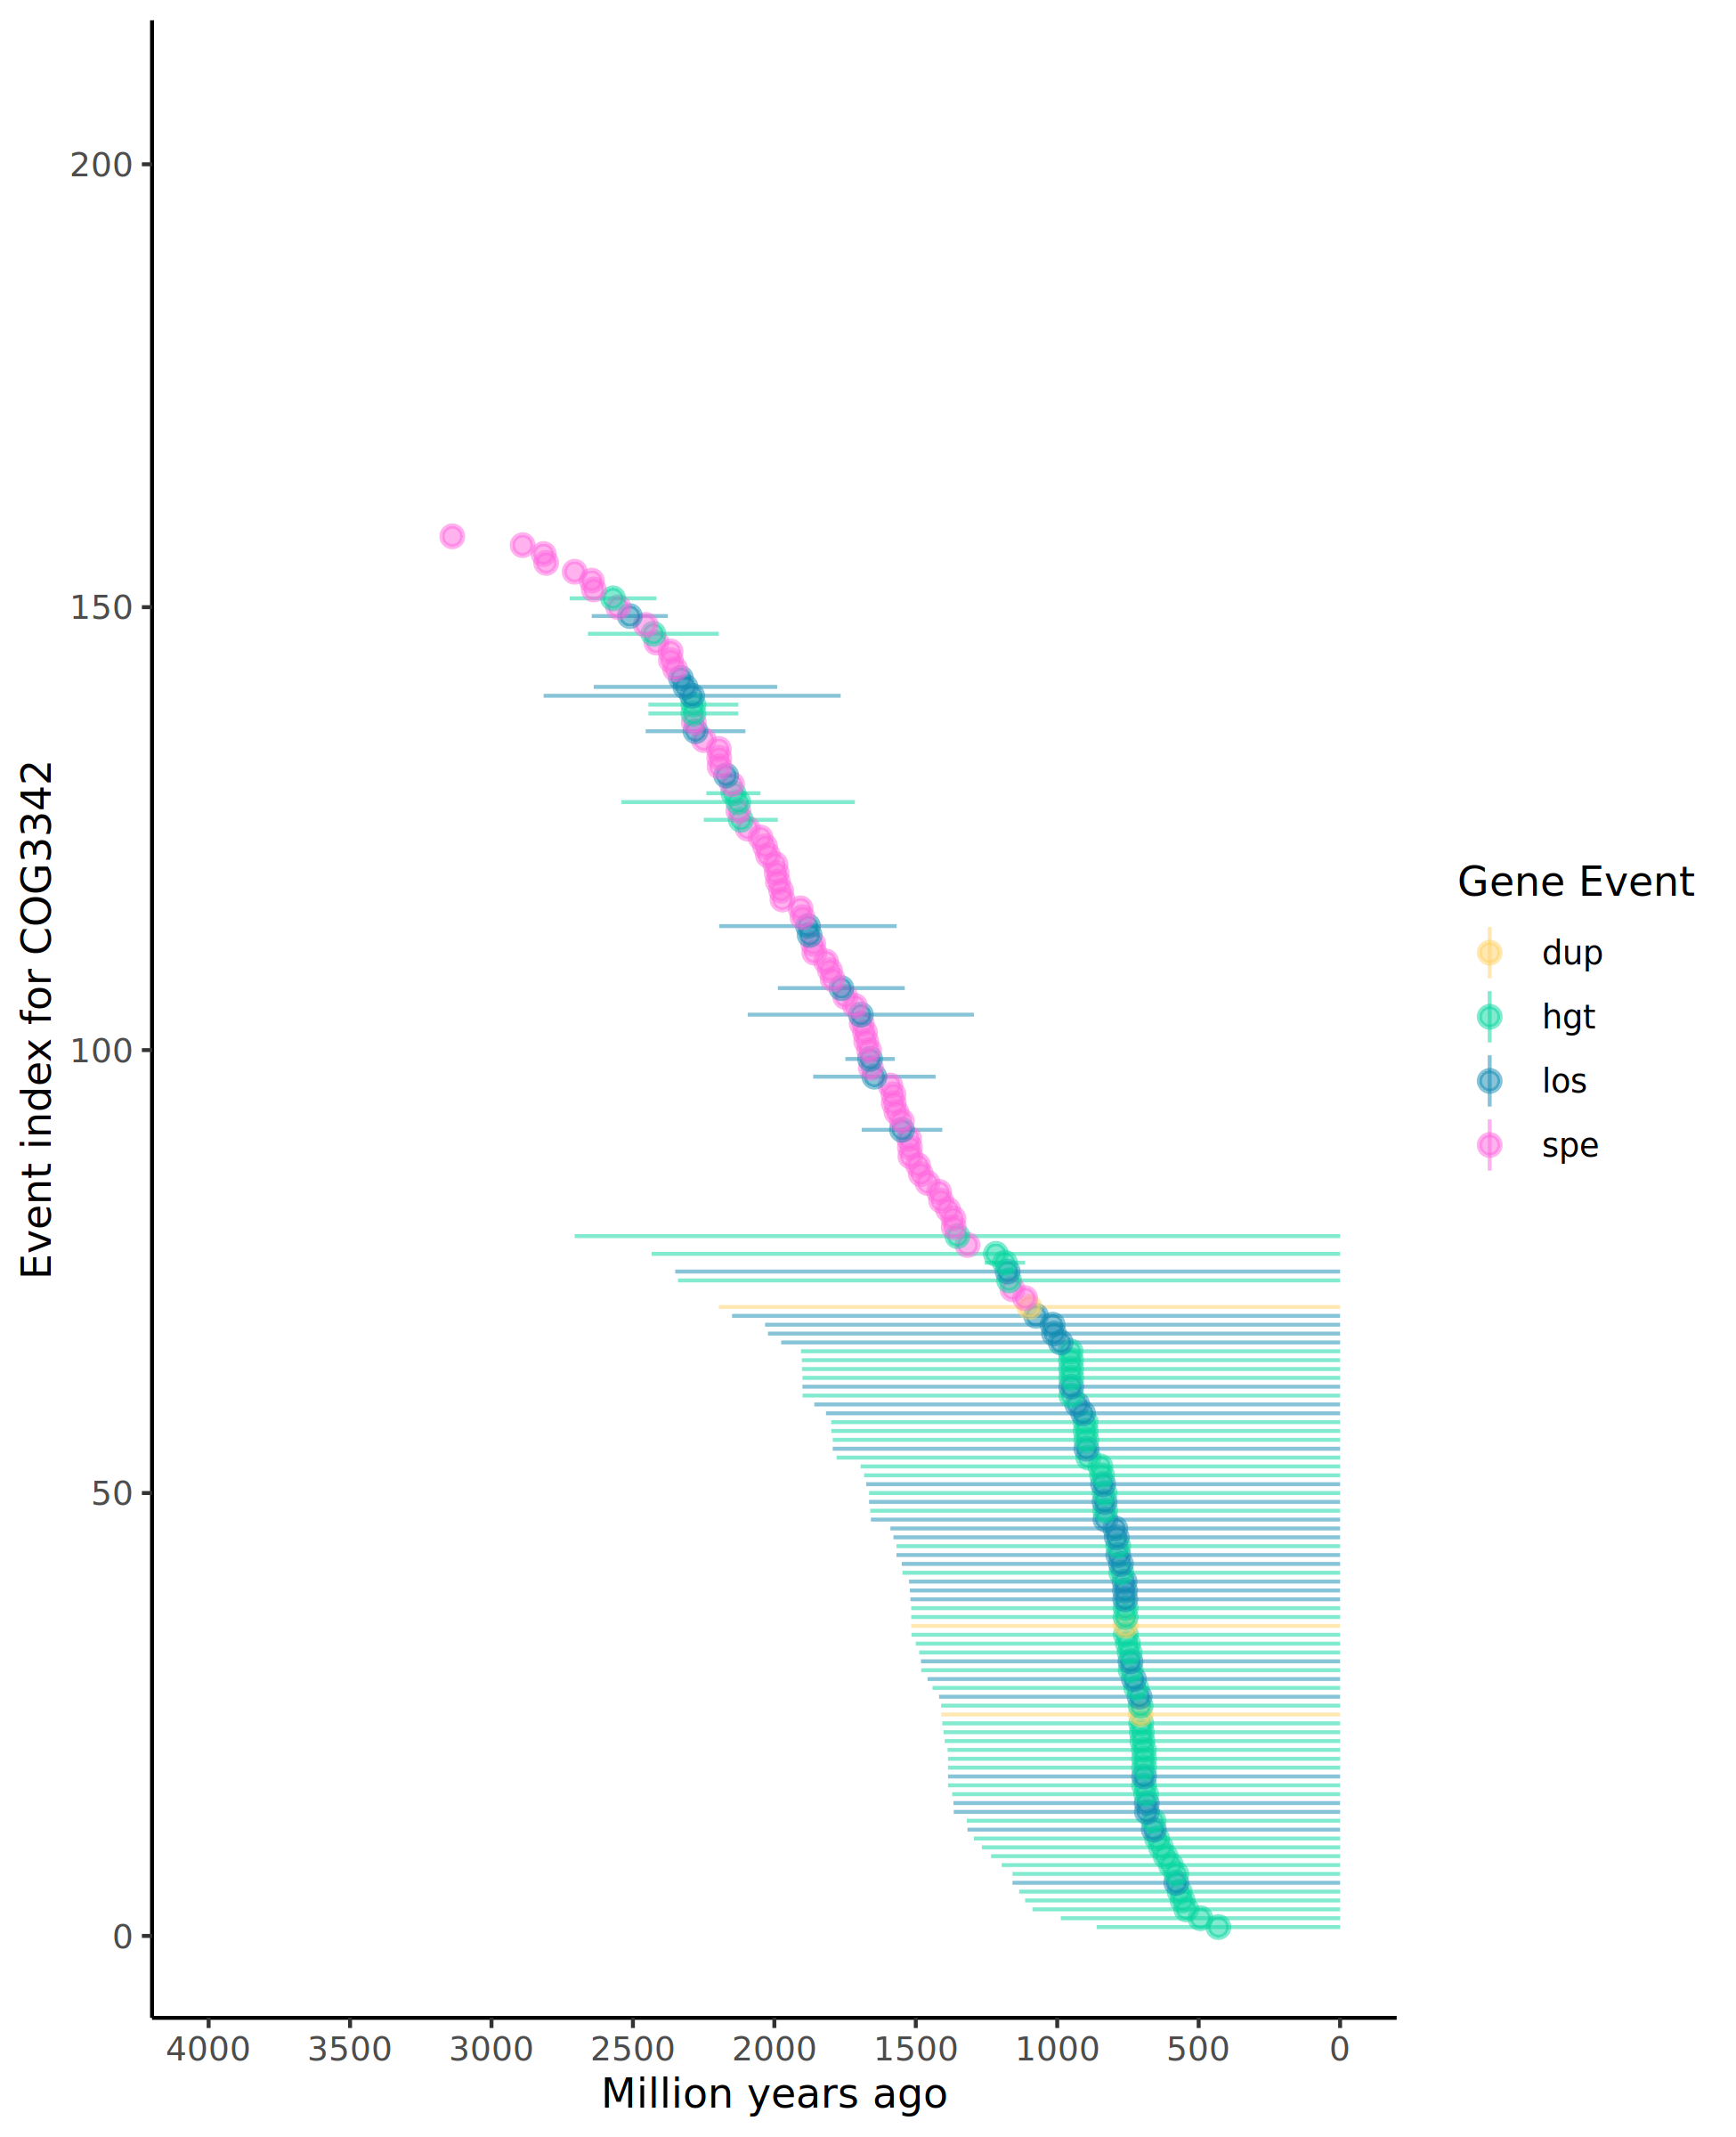 Event index for COG3342
200
150
100
50
0
4000 3500 3000 2500 2000 1500 1000 500 0
Million years ago
Gene Event
dup
hgt
los
spe